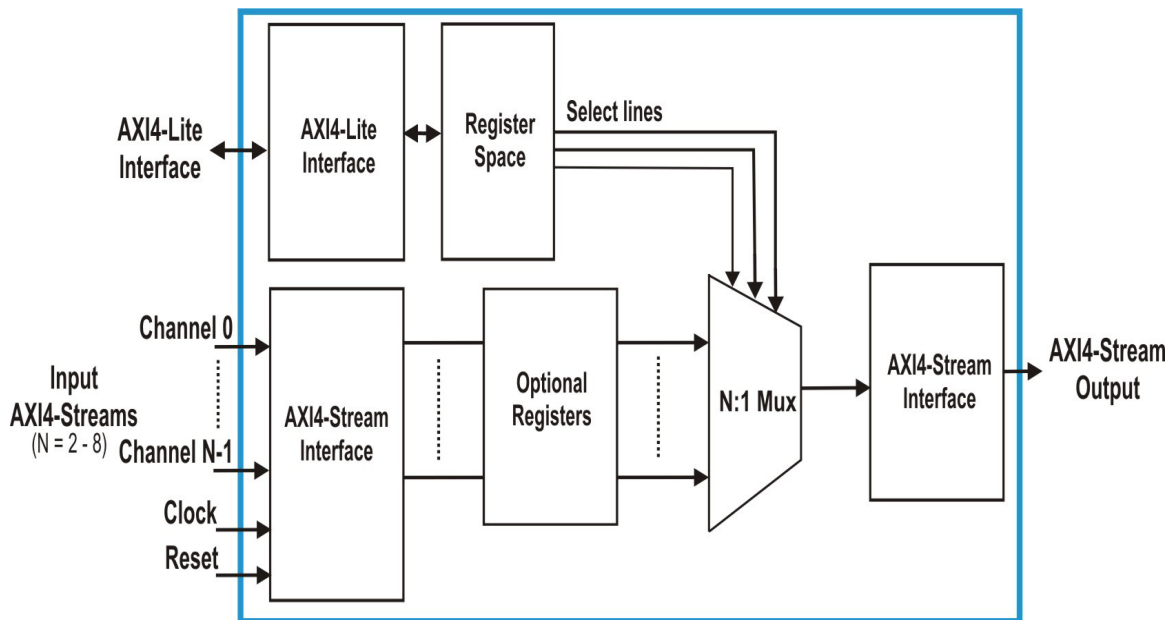 AXI4-Lite
Interface
AXI4-Lite
Interface
Register
Space
Select lines
Input
AXI4-Streams
(N = 2 - 8)
Channel 0
Channel N-1
Clock
Reset
AXI4-Stream
Interface
Optional
Registers
N:1 Mux
AXI4-Stream
Interface
AXI4-Stream
Output